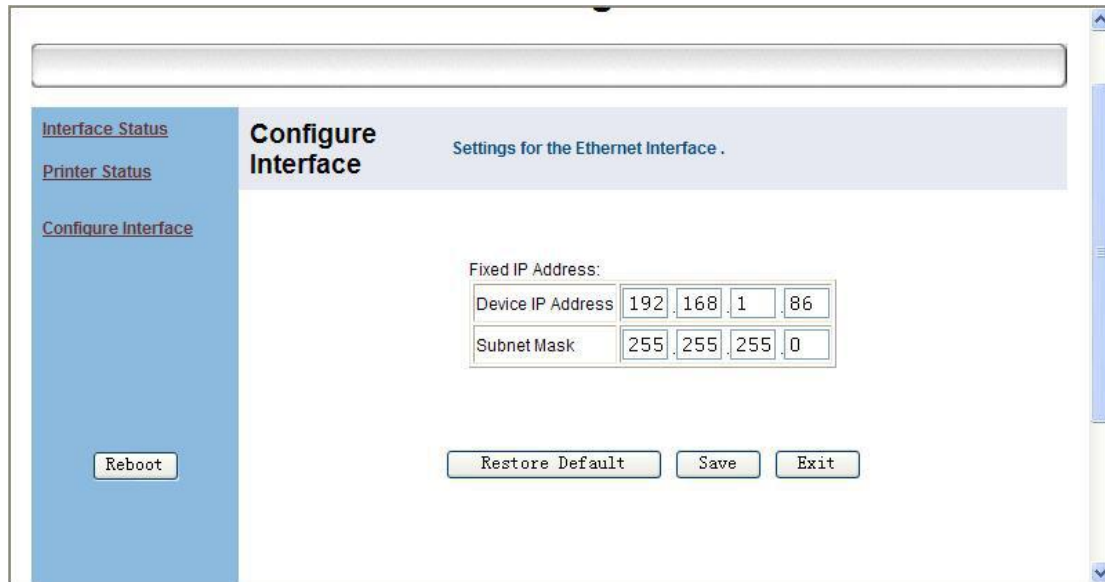 Interface Status
Printer Status
Configure Interface
Reboot
Configure
Interface
Settings for the Ethernet Interface .
Fixed IP Address:
Device IP Address 192 . 168 . 1 . 86
Subnet Mask 255 . 255 . 255 . 0
Restore Default Save Exit